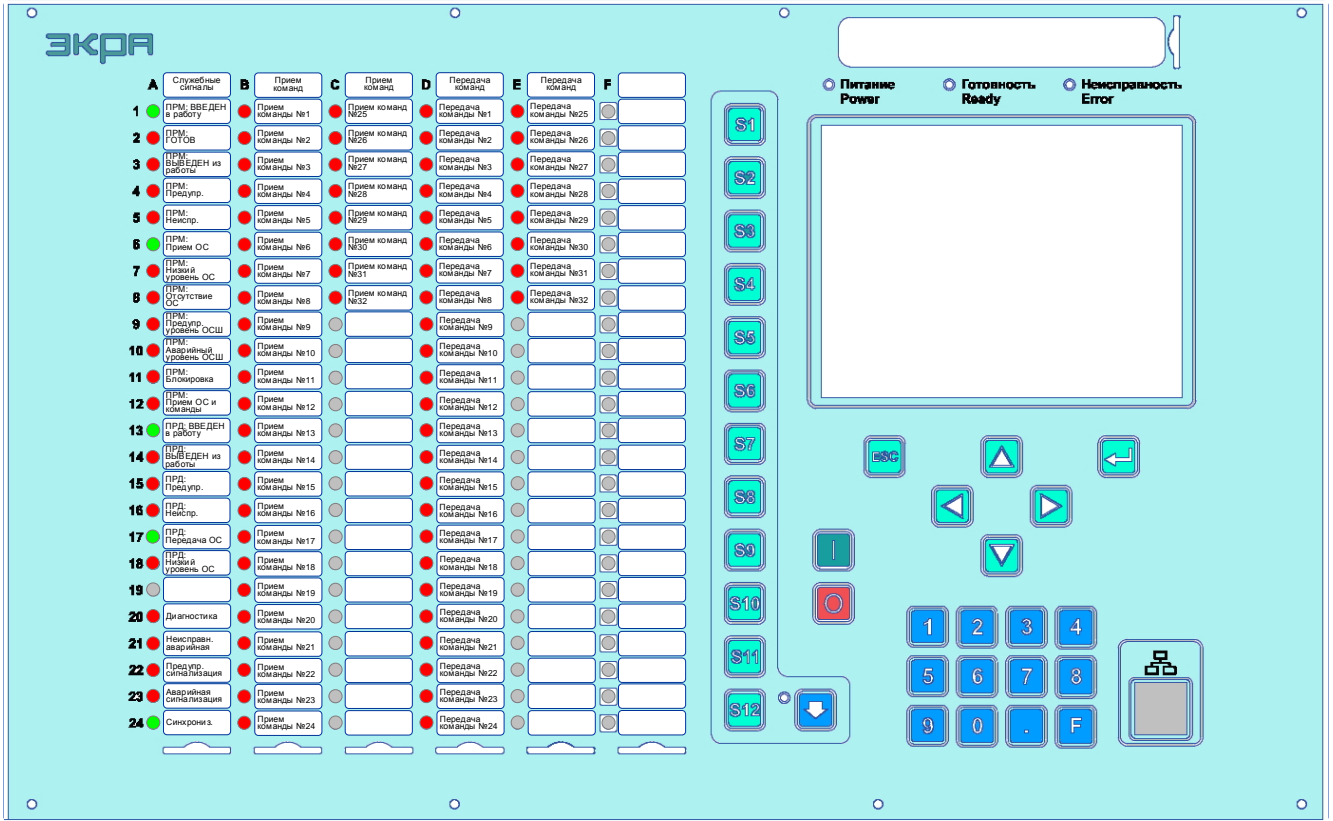 ЭКРА
Питание
Power
Готовность
Ready
Неисправность
Error
A
Служебные
сигналы
B
Прием
команд
C
Прием
команд
D
Передача
команд
E
Передача
команд
F
1
ПРМ: ВВЕДЕН
в работу
Прием
команды №1
Прием команд
№25
Передача
команды №1
Передача
команды №25
2
ПРМ:
ГОТОВ
Прием
команды №2
Прием команд
№26
Передача
команды №2
Передача
команды №26
3
ПРМ:
ВЫВЕДЕН из
работы
Прием
команды №3
Прием команд
№27
Передача
команды №3
Передача
команды №27
4
ПРМ:
Предупр.
Прием
команды №4
Прием команд
№28
Передача
команды №4
Передача
команды №28
5
ПРМ:
Неиспр.
Прием
команды №5
Прием команд
№29
Передача
команды №5
Передача
команды №29
6
ПРМ:
Прием ОС
Прием
команды №6
Прием команд
№30
Передача
команды №6
Передача
команды №30
7
ПРМ:
Низкий
уровень ОС
Прием
команды №7
Прием команд
№31
Передача
команды №7
Передача
команды №31
8
ПРМ:
Отсутствие
ОС
Прием
команды №8
Прием команд
№32
Передача
команды №8
Передача
команды №32
9
ПРМ:
Предупр.
уровень ОСШ
Прием
команды №9
Передача
команды №9
10
ПРМ:
Аварийный
уровень ОСШ
Прием
команды №10
Передача
команды №10
11
ПРМ:
Блокировка
Прием
команды №11
Передача
команды №11
12
ПРМ:
Прием ОС и
команды
Прием
команды №12
Передача
команды №12
13
ПРД: ВВЕДЕН
в работу
Прием
команды №13
Передача
команды №13
14
ПРД:
ВЫВЕДЕН из
работы
Прием
команды №14
Передача
команды №14
15
ПРД:
Предупр.
Прием
команды №15
Передача
команды №15
16
ПРД:
Неиспр.
Прием
команды №16
Передача
команды №16
17
ПРД:
Передача ОС
Прием
команды №17
Передача
команды №17
18
ПРД:
Низкий
уровень ОС
Прием
команды №18
Передача
команды №18
19
Прием
команды №19
Передача
команды №19
20
Диагностика
Прием
команды №20
Передача
команды №20
21
Неисправн.
аварийная
Прием
команды №21
Передача
команды №21
22
Предупр.
сигнализация
Прием
команды №22
Передача
команды №22
23
Аварийная
сигнализация
Прием
команды №23
Передача
команды №23
24
Синхрониз.
Прием
команды №24
Передача
команды №24
S1
S2
S3
S4
S5
S6
S7
S8
S9
S10
S11
S12
ESC
I
O
1 2 3 4
5 6 7 8
9 0 . F